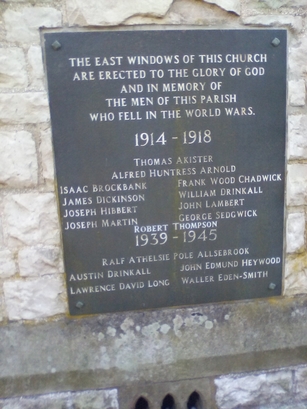 THE EAST WINDOWS OF THIS CHURCH
ARE ERECTED TO THE GLORY OF GOD
AND IN MEMORY OF
THE MEN OF THIS PARISH
WHO FELL IN THE WORLD WARS.
1914 - 1918
THOMAS AKISTER
ALFRED HUNTRESS ARNOLD
ISAAC BROCKBANK FRANK WOOD CHADWICK
JAMES DICKINSON WILLIAM DRINKALL
JOSEPH HIBBERT JOHN LAMBERT
JOSEPH MARTIN GEORGE SEDGWICK
ROBERT THOMPSON
1939 - 1945
RALF ATHELSIE POLE ALLSEBROOK
AUSTIN DRINKALL JOHN EDMUND HEYWOOD
LAWRENCE DAVID LONG WALLER EDEN-SMITH